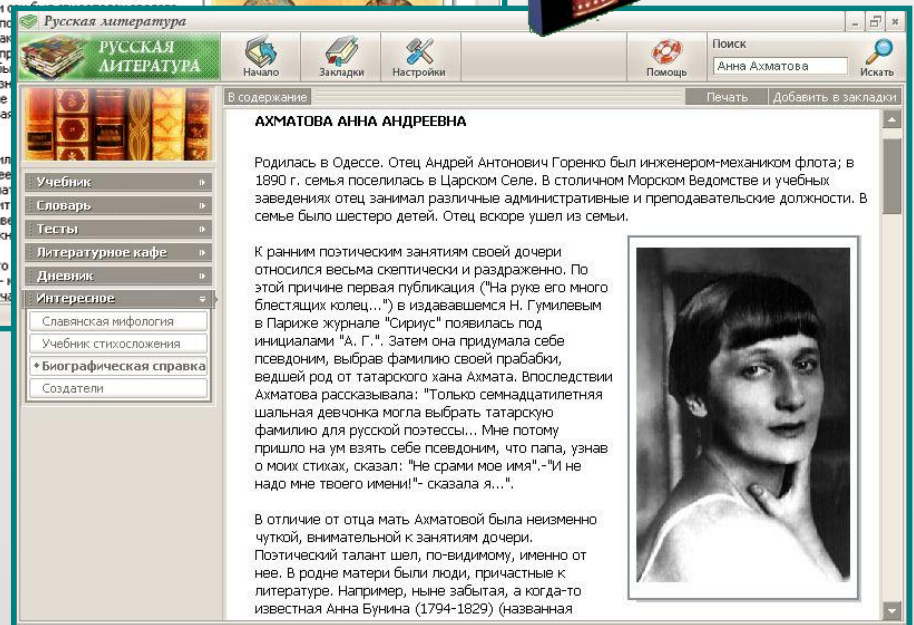 Русская литература
РУССКАЯ
ЛИТЕРАТУРА
Начало
Закладки
Настройки
Помощь
Поиск
Анна Ахматова
Искать
В содержание
Печать
Добавить в закладки
Учебник
Словарь
Тесты
Литературное кафе
Дневник
Интересное
Славянская мифология
Учебник стихосложения
Биографическая справка
Создатели
АХМАТОВА АННА АНДРЕЕВНА
Родилась в Одессе. Отец Андрей Антонович Горенко был инженером-механиком флота; в
1890 г. семья поселилась в Царском Селе. В столичном Морском Ведомстве и учебных
заведениях отец занимал различные административные и преподавательские должности. В
семье было шестеро детей. Отец вскоре ушел из семьи.
К ранним поэтическим занятиям своей дочери
относился весьма скептически и раздраженно. По
этой причине первая публикация ("На руке его много
блестящих колец...") в издававшемся Н. Гумилевым
в Париже журнале "Сириус" появилась под
инициалами "А. Г.". Затем она придумала себе
псевдоним, выбрав фамилию своей прабабки,
ведшей род от татарского хана Ахмата. Впоследствии
Ахматова рассказывала: "Только семнадцатилетняя
шальная девчонка могла выбрать татарскую
фамилию для русской поэтессы... Мне потому
пришло на ум взять себе псевдоним, что папа, узнав
о моих стихах, сказал: "Не срами мое имя".-"И не
надо мне твоего имени!"- сказала я...".
В отличие от отца мать Ахматовой была неизменно
чуткой, внимательной к занятиям дочери.
Поэтический талант шел, по-видимому, именно от
нее. В родне матери были люди, причастные к
литературе. Например, ныне забытая, а когда-то
известная Анна Бунина (1794-1829) (названная